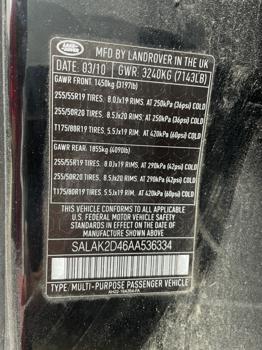 LAND ROVER
MFD BY LANDROVER IN THE UK
DATE: 03/10 GWR: 3240KG (7143LB)
GAWR FRONT: 1450kg (3197lb)
255/55R19 TIRES. 8.0Jx19 RIMS. AT 250kPa (36psi) COLD
255/50R20 TIRES. 8.5Jx20 RIMS. AT 250kPa (36psi) COLD
T175/80R19 TIRES. 5.5Jx19 RIM. AT 420kPa (60psi) COLD
GAWR REAR: 1855kg (4090lb)
255/55R19 TIRES. 8.0Jx19 RIMS. AT 290kPa (42psi) COLD
255/50R20 TIRES. 8.5Jx20 RIMS. AT 290kPa (42psi) COLD
T175/80R19 TIRES. 5.5Jx19 RIM. AT 420kPa (60psi) COLD
THIS VEHICLE CONFORMS TO ALL APPLICABLE
U.S. FEDERAL MOTOR VEHICLE SAFETY
STANDARDS IN EFFECT ON THE DATE OF
MANUFACTURE SHOWN ABOVE
SALAK2D46AA536334
TYPE/ MULTI-PURPOSE PASSENGER VEHICLE